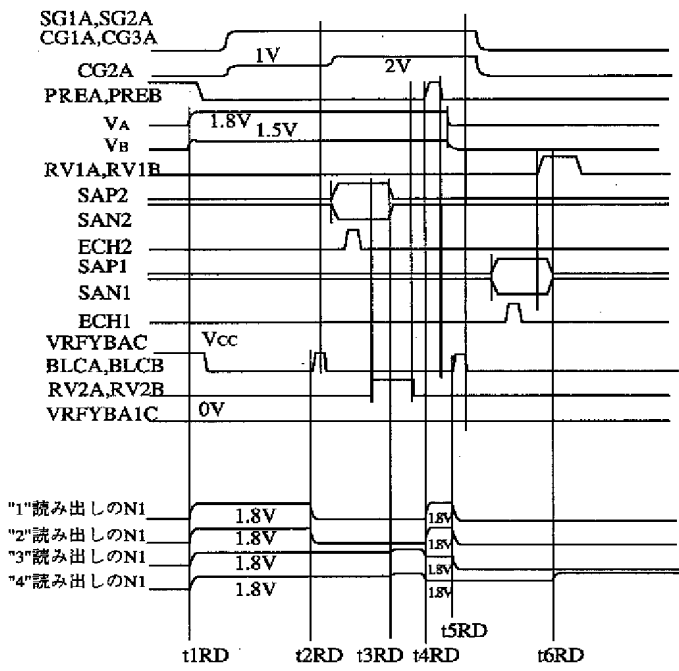 SG1A,SG2A
CG1A,CG3A
1V
CG2A
2V
PREA,PREB
VA
1.8V
1.5V
VB
RV1A,RV1B
SAP2
SAN2
ECH2
SAP1
SAN1
ECH1
VRFYBAC
Vcc
BLCA,BLCB
RV2A,RV2B
0V
VRFYBA1C
"1"読み出しのN1
1.8V
1.8V
"2"読み出しのN1
1.8V
1.8V
"3"読み出しのN1
1.8V
1.8V
"4"読み出しのN1
1.8V
1.8V
t5RD
t1RD
t2RD
t3RD
t4RD
t6RD